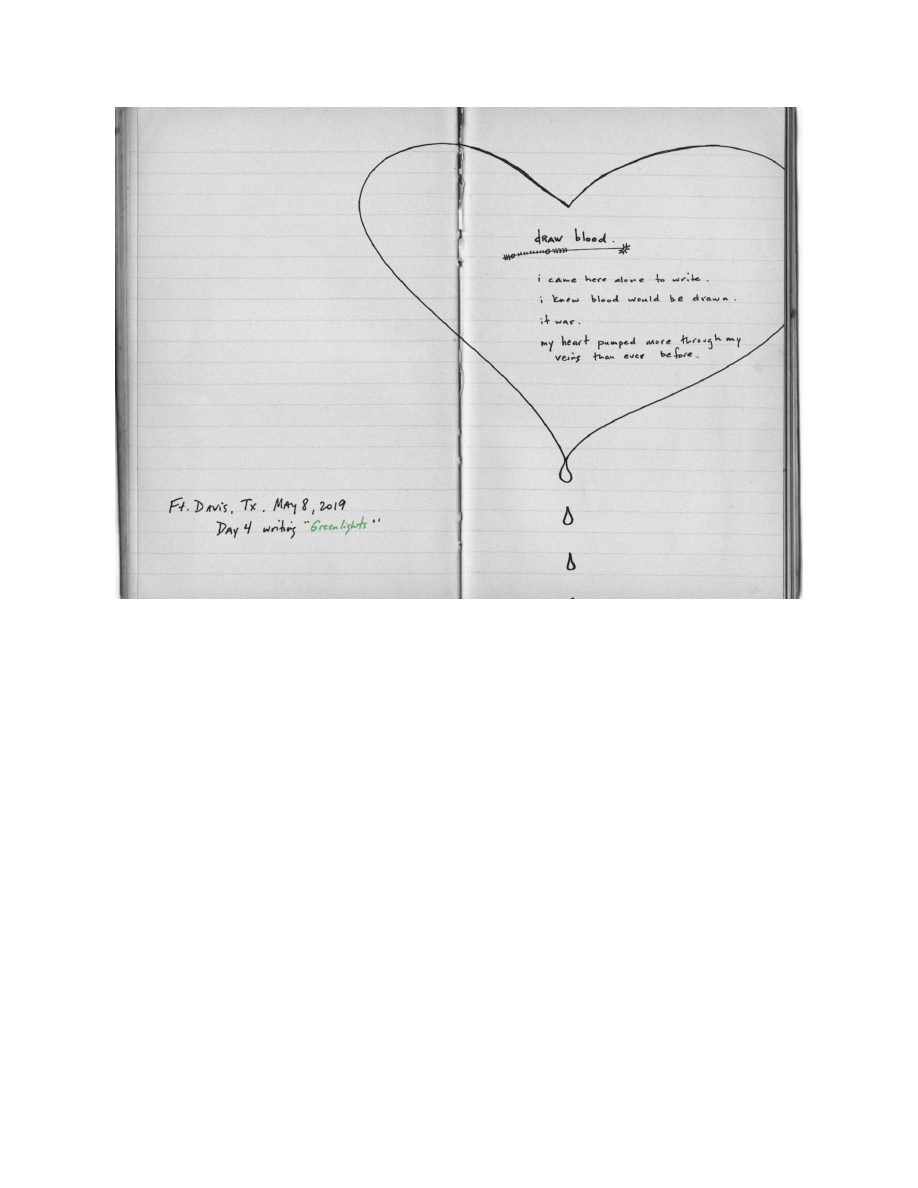 Ft. Davis, Tx. May 8, 2019
Day 4 writing "Greenlights"
draw blood.
i came here alone to write.
i knew blood would be drawn.
it was.
my heart pumped more through my
veins than ever before.